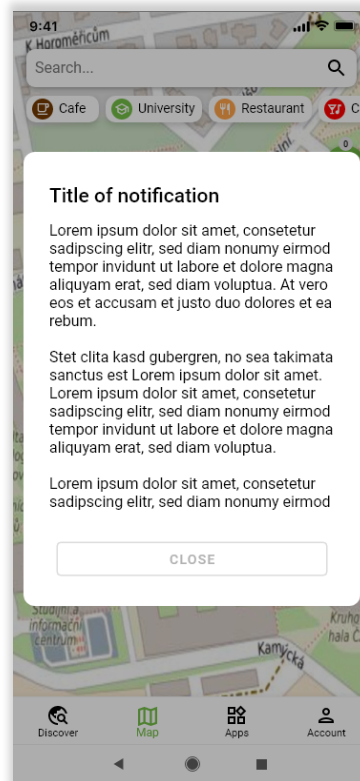 9:41
K Horoměřicům
Search...
Cafe
University
Restaurant
C
0
Title of notification
Lorem ipsum dolor sit amet, consetetur
sadipscing elitr, sed diam nonumy eirmod
tempor invidunt ut labore et dolore magna
aliquyam erat, sed diam voluptua. At vero
eos et accusam et justo duo dolores et ea
rebum.
Stet clita kasd gubergren, no sea takimata
sanctus est Lorem ipsum dolor sit amet.
Lorem ipsum dolor sit amet, consetetur
sadipscing elitr, sed diam nonumy eirmod
tempor invidunt ut labore et dolore magna
aliquyam erat, sed diam voluptua.
Lorem ipsum dolor sit amet, consetetur
sadipscing elitr, sed diam nonumy eirmod
CLOSE
Studijní a
informační
centrum
Kruho
hala C
Kamýcká
Discover
Map
Apps
Account